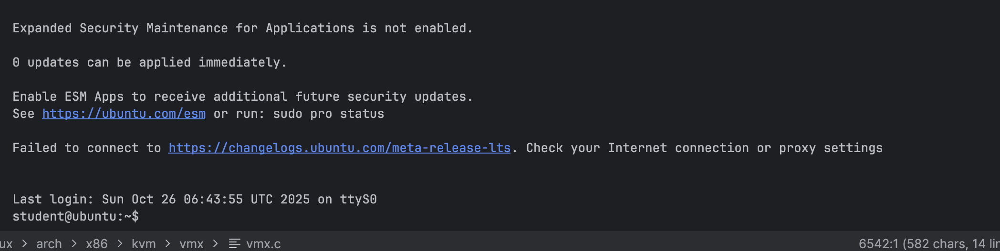 Expanded Security Maintenance for Applications is not enabled.
0 updates can be applied immediately.
Enable ESM Apps to receive additional future security updates.
See https://ubuntu.com/esm or run: sudo pro status
Failed to connect to https://changelogs.ubuntu.com/meta-release-lts. Check your Internet connection or proxy settings
Last login: Sun Oct 26 06:43:55 UTC 2025 on ttyS0
student@ubuntu:~$
ux > arch > x86 > kvm > vmx > vmx.c 6542:1 (582 chars, 14 lin